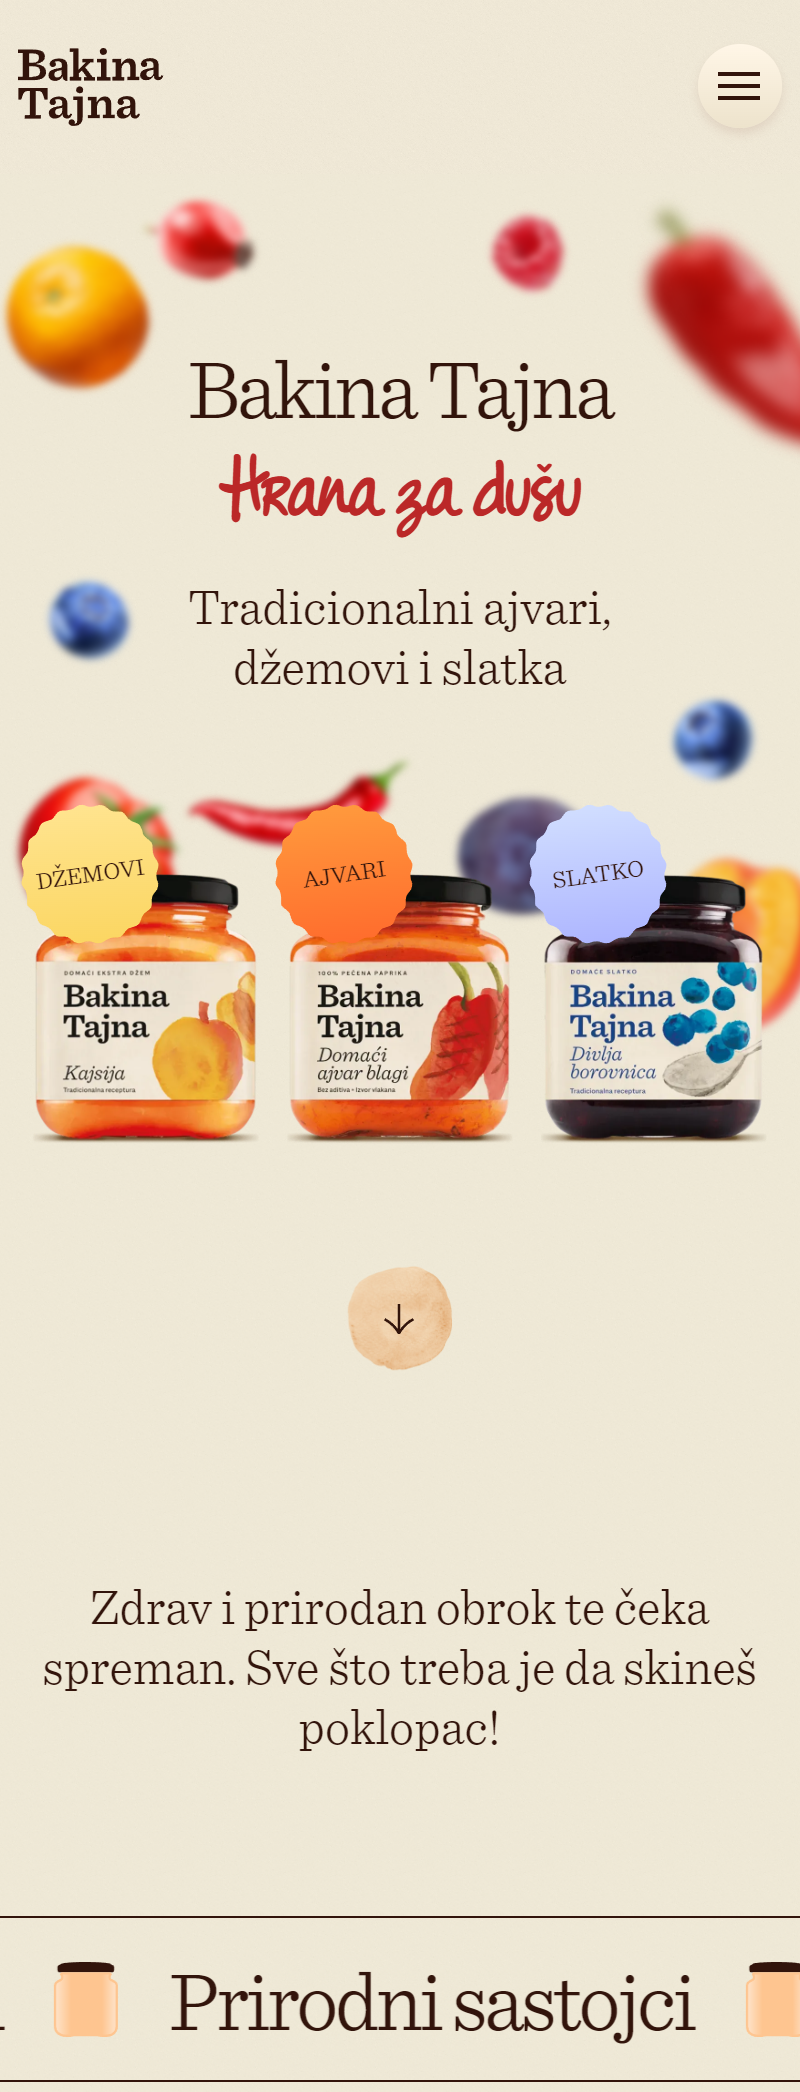 Bakina
Tajna
Bakina Tajna
Hrana za dušu
Tradicionalni ajvari,
džemovi i slatka
DŽEMOVI
AJVARI
SLATKO
DOMAĆI EKSTRA DŽEM
Bakina
Tajna
Kajsija
Tradicionalna receptura
100% PEČENA PAPRIKA
Bakina
Tajna
Domaći
ajvar blagi
Bez aditiva • Izvor vlakana
DOMAĆE SLATKO
Bakina
Tajna
Divlja
borovnica
Tradicionalna receptura
Zdrav i prirodan obrok te čeka
spreman. Sve što treba je da skineš
poklopac!
Prirodni sastojci